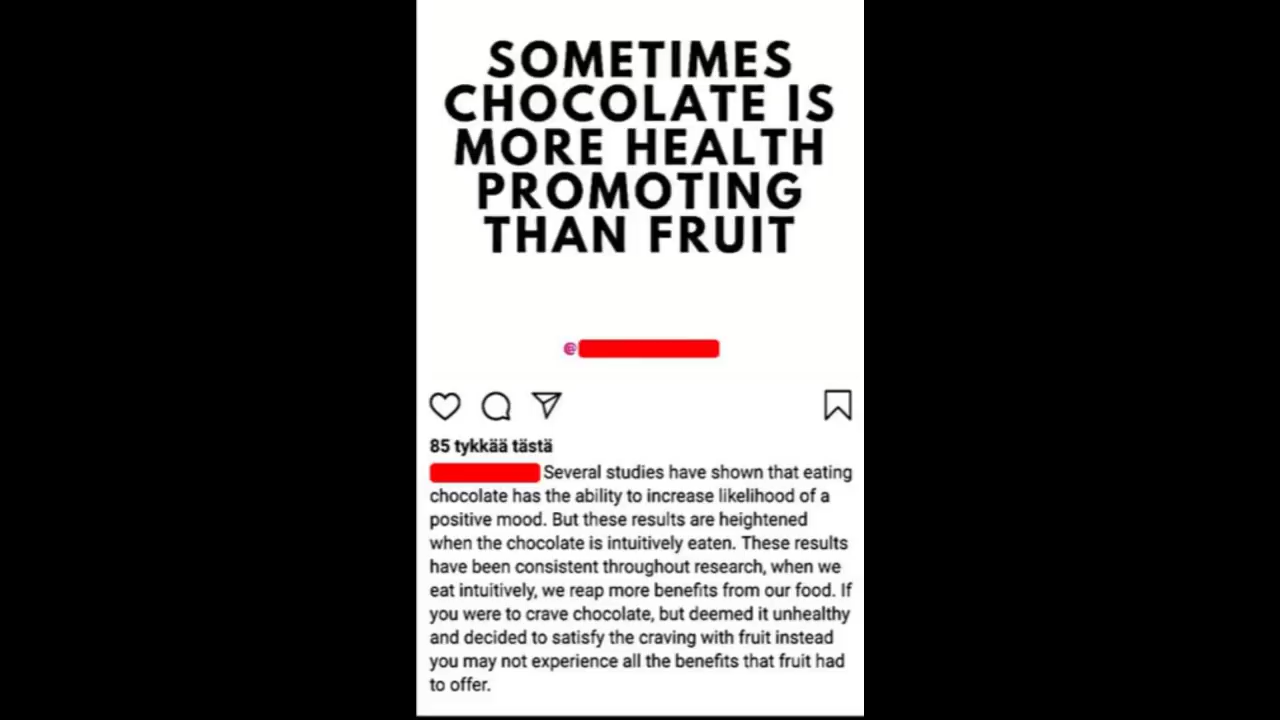 SOMETIMES
CHOCOLATE IS
MORE HEALTH
PROMOTING
THAN FRUIT
@
85 tykkää tästä
Several studies have shown that eating
chocolate has the ability to increase likelihood of a
positive mood. But these results are heightened
when the chocolate is intuitively eaten. These results
have been consistent throughout research, when we
eat intuitively, we reap more benefits from our food. If
you were to crave chocolate, but deemed it unhealthy
and decided to satisfy the craving with fruit instead
you may not experience all the benefits that fruit had
to offer.